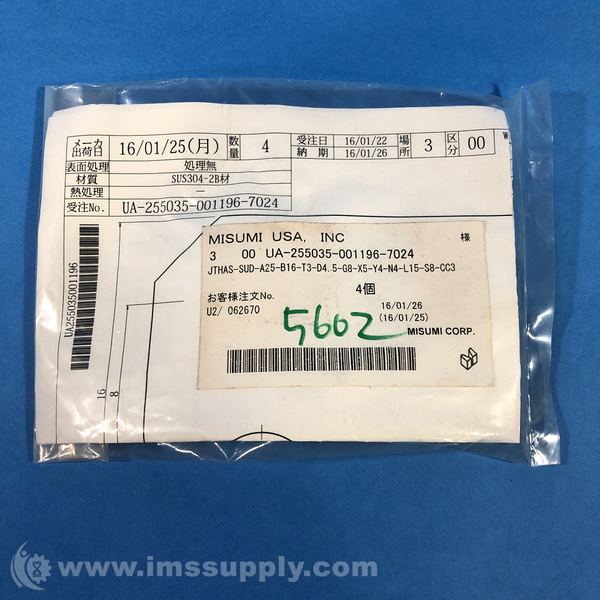 メーカ出荷日 16/01/25(月) 数量 4 受注日 16/01/22 場所 3 区分 00 W
納期 16/01/26
表面処理 処理無
材質 SUS304-2B材
熱処理 —
受注No. UA-255035-001196-7024
UA255035001196
16
8
MISUMI USA, INC 様
3 00 UA-255035-001196-7024
JTHAS-SUD-A25-B16-T3-D4.5-G8-X5-Y4-N4-L15-S8-CC3
お客様注文No. 4個
U2/ 062670 16/01/26
(16/01/25)
5602
MISUMI CORP.
www.imssupply.com